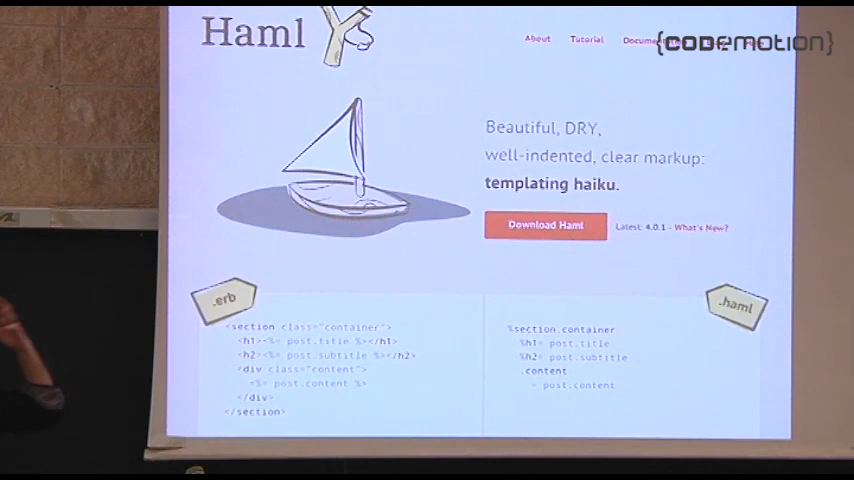 Haml
About Tutorial
{CODEMOTION}
Beautiful, DRY,
well-indented, clear markup:
templating haiku.
Download Haml Latest: 4.0.1 - What's New?
.erb
.haml
<section class="container">
<h1><%= post.title %></h1>
<h2><%= post.subtitle %></h2>
<div class="content">
<%= post.content %>
</div>
</section>
%section.container
%h1= post.title
%h2= post.subtitle
.content
= post.content